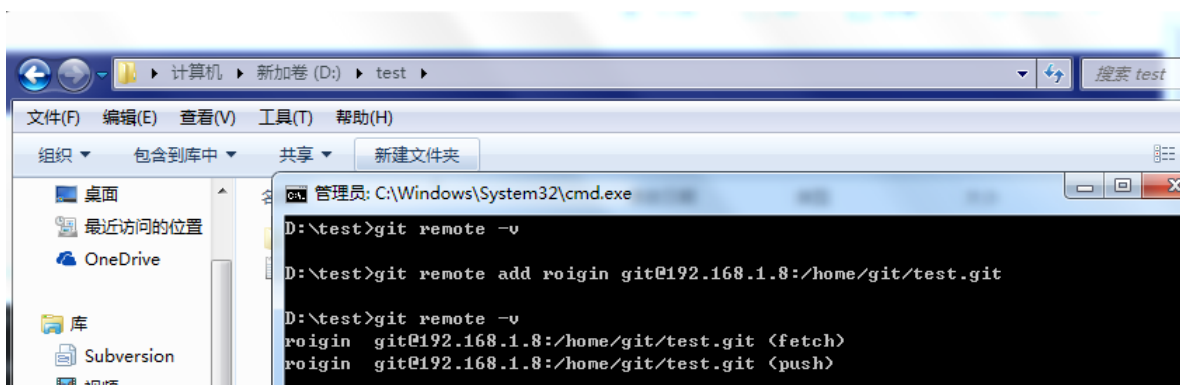 计算机 新加卷 (D:) test 搜索 test
文件(F) 编辑(E) 查看(V) 工具(T) 帮助(H)
组织 包含到库中 共享 新建文件夹
桌面
最近访问的位置
OneDrive
库
Subversion
管理员: C:\Windows\System32\cmd.exe
D:\test>git remote -v
D:\test>git remote add roigin git@192.168.1.8:/home/git/test.git
D:\test>git remote -v
roigin git@192.168.1.8:/home/git/test.git (fetch)
roigin git@192.168.1.8:/home/git/test.git (push)